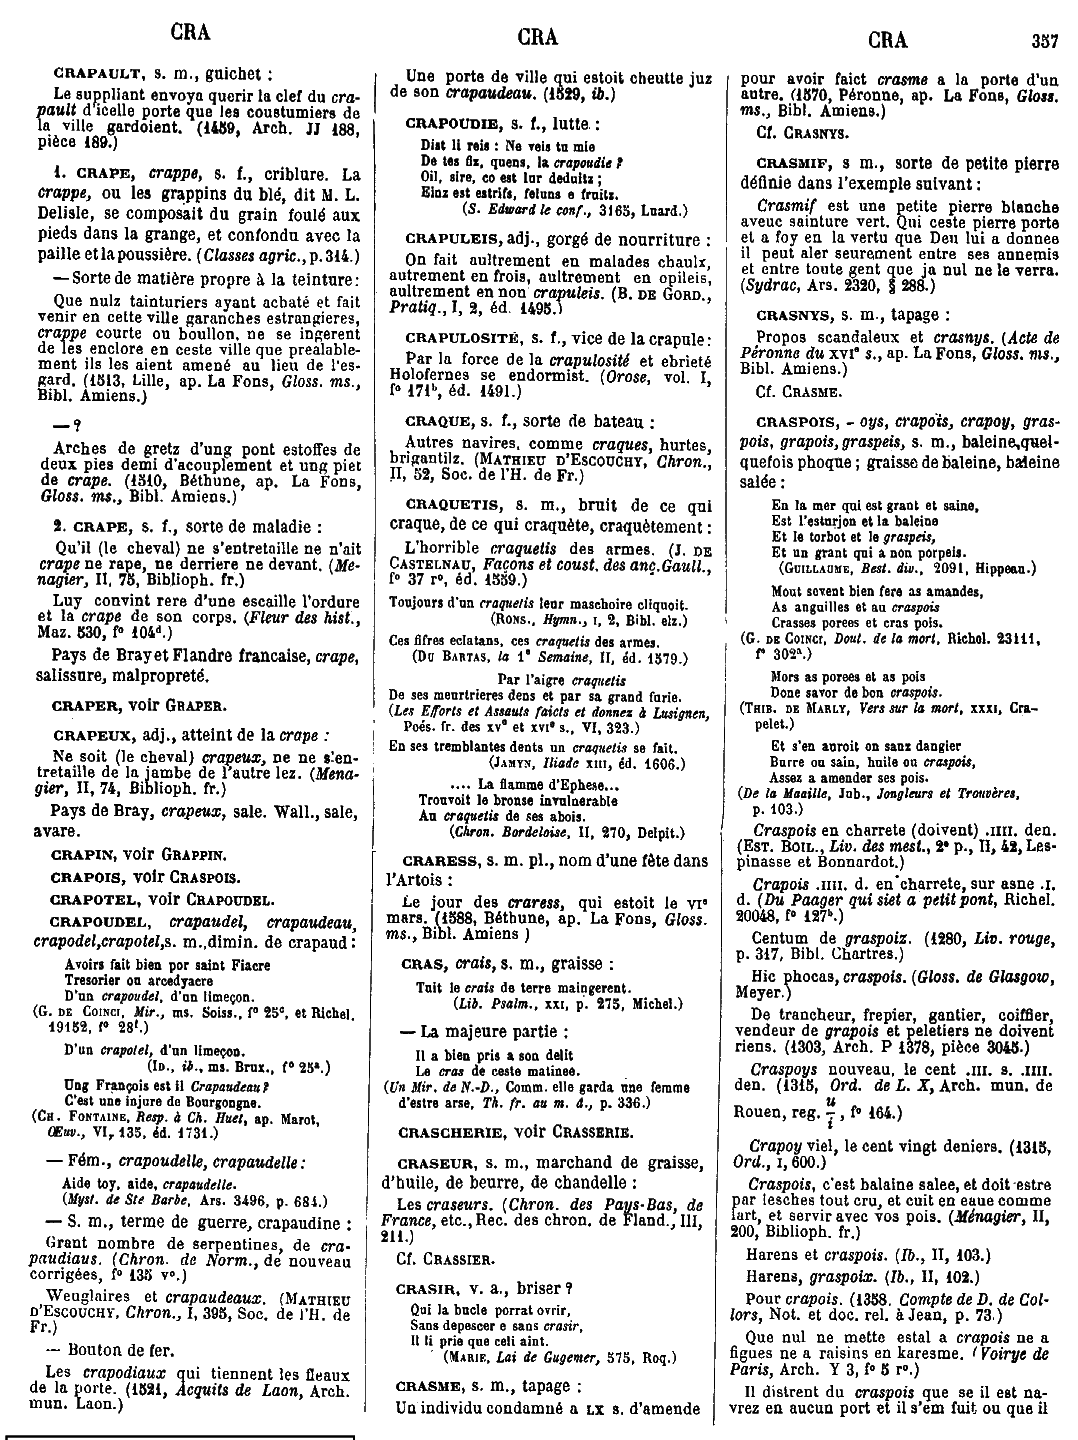 CRA
CRA
CRA
357
CRAPAULT, s. m., guichet :
Le suppliant envoya querir la clef du cra-
pault d'icelle porte que les coustumiers de
la ville gardoient. (1459, Arch. JJ 188,
pièce 189.)
1. CRAPE, crappe, s. f., criblure. La
crappe, ou les grappins du blé, dit M. L.
Delisle, se composait du grain foulé aux
pieds dans la grange, et confondu avec la
paille et la poussière. (Classes agric., p. 314.)
— Sorte de matière propre à la teinture :
Que nulz tainturiers ayant achaté et fait
venir en cette ville garanches estrangieres,
crappe courte ou boullon, ne se ingerent
de les enclore en ceste ville que prealable-
ment ils les aient amené au lieu de l'es-
gard. (1513, Lille, ap. La Fons, Gloss. ms.,
Bibl. Amiens.)
— ?
Arches de gretz d'ung pont estoffes de
deux pies demi d'acouplement et ung piet
de crape. (1510, Béthune, ap. La Fons,
Gloss. ms., Bibl. Amiens.)
2. CRAPE, s. f., sorte de maladie :
Qu'il (le cheval) ne s'entretaille ne n'ait
crape ne rape, ne derriere ne devant. (Me-
nagier, II, 75, Biblioph. fr.)
Luy convint rere d'une escaille l'ordure
et la crape de son corps. (Fleur des hist.,
Maz. 530, f° 104d.)
Pays de Bray et Flandre francaise, crape,
salissure, malpropreté.
CRAPER, voir GRAPER.
CRAPEUX, adj., atteint de la crape :
Ne soit (le cheval) crapeux, ne ne s'en-
tretaille de la jambe de l'autre lez. (Mena-
gier, II, 74, Biblioph. fr.)
Pays de Bray, crapeux, sale. Wall., sale,
avare.
CRAPIN, voir GRAPPIN.
CRAPOIS, voir CRASPOIS.
CRAPOTEL, voir CRAPOUDEL.
CRAPOUDEL, crapaudel, crapaudeau,
crapodel, crapotel, s. m., dimin. de crapaud :
Avoirs fait bien por saint Fiacre
Tresorier ou arcedyacre
D'un crapoudel, d'un limeçon.
(G. DE COINCI, Mir., ms. Soiss., f° 25d, et Richel.
19152, f° 28f.)
D'un crapotel, d'un limeçon.
(ID., ib., ms. Brux., f° 25a.)
Ung François est il Crapaudeau ?
C'est une injure de Bourgongne.
(CH. FONTAINE, Resp. à Ch. Huet, ap. Marot,
Œuv., VI, 135, éd. 1731.)
— Fém., crapoudelle, crapaudelle :
Aide toy, aide, crapaudelle.
(Myst. de Ste Barbe, Ars. 3496, p. 681.)
— S. m., terme de guerre, crapaudine :
Grant nombre de serpentines, de cra-
paudiaus. (Chron. de Norm., de nouveau
corrigées, f° 135 v°.)
Weuglaires et crapaudeaux. (MATHIEU
D'ESCOUCHY, Chron., I, 395, Soc. de l'H. de
Fr.)
— Bouton de fer.
Les crapodiaux qui tiennent les fleaux
de la porte. (1521, Acquits de Laon, Arch.
mun. Laon.)
Une porte de ville qui estoit cheutte juz
de son crapaudeau. (1529, ib.)
CRAPOUDIE, s. f., lutte :
Dist li reis : Ne veis tu mie
De tes fiz, quens, la crapoudie ?
Oil, sire, co est lur deduitz ;
Einz est estrifs, feluns e fruitz.
(S. Edward le conf., 3165, Luard.)
CRAPULEIS, adj., gorgé de nourriture :
On fait aultrement en malades chaulx,
autrement en frois, aultrement en opileis,
aultrement en non crapuleis. (B. DE GORD.,
Pratiq., I, 2, éd. 1495.)
CRAPULOSITÉ, s. f., vice de la crapule :
Par la force de la crapulosité et ebrieté
Holofernes se endormist. (Orose, vol. I,
f° 171b, éd. 1491.)
CRAQUE, s. f., sorte de bateau :
Autres navires, comme craques, hurtes,
brigantilz. (MATHIEU D'ESCOUCHY, Chron.,
II, 52, Soc. de l'H. de Fr.)
CRAQUETIS, s. m., bruit de ce qui
craque, de ce qui craquète, craquètement :
L'horrible craquetis des armes. (J. DE
CASTELNAU, Façons et coust. des anc. Gaull.,
f° 37 r°, éd. 1559.)
Toujours d'un craquetis leur maschoire cliquoit.
(RONS., Hymn., I, 2, Bibl. elz.)
Ces fifres eclatans, ces craquetis des armes.
(DU BARTAS, la 1e Semaine, II, éd. 1579.)
Par l'aigre craquetis
De ses meurtrieres dens et par sa grand furie.
(Les Efforts et Assauts faicts et donnez à Lusignen,
Poés. fr. des XVe et XVIe s., VI, 323.)
En ses tremblantes dents un craquetis se fait.
(JAMYN, Iliade XIII, éd. 1606.)
.... La flamme d'Ephese...
Trouvoit le bronse invulnerable
Au craquetis de ses abois.
(Chron. Bordeloise, II, 270, Delpit.)
CRARESS, s. m. pl., nom d'une fête dans
l'Artois :
Le jour des craress, qui estoit le VIe
mars. (1588, Béthune, ap. La Fons, Gloss.
ms., Bibl. Amiens )
CRAS, crais, s. m., graisse :
Tuit le crais de terre maingerent.
(Lib. Psalm., XXI, p. 275, Michel.)
— La majeure partie :
Il a bien pris a son delit
Le cras de ceste matinee.
(Un Mir. de N.-D., Comm. elle garda une femme
d'estre arse, Th. fr. au m. â., p. 336.)
CRASCHERIE, voir CRASSERIE.
CRASEUR, s. m., marchand de graisse,
d'huile, de beurre, de chandelle :
Les craseurs. (Chron. des Pays-Bas, de
France, etc., Rec. des chron. de Fland., III,
211.)
Cf. CRASSIER.
CRASIR, v. a., briser ?
Qui la bucle porrat ovrir,
Sans depescer e sans crasir,
Il li prie que celi aint.
(MARIE, Lai de Gugemer, 575, Roq.)
CRASME, s. m., tapage :
Un individu condamné a LX s. d'amende
pour avoir faict crasme a la porte d'un
autre. (1570, Péronne, ap. La Fons, Gloss.
ms., Bibl. Amiens.)
Cf. CRASNYS.
CRASMIF, s m., sorte de petite pierre
définie dans l'exemple suivant :
Crasmif est une petite pierre blanche
aveuc sainture vert. Qui ceste pierre porte
et a foy en la vertu que Deu lui a donnee
il peut aler seurement entre ses annemis
et entre toute gent que ja nul ne le verra.
(Sydrac, Ars. 2320, § 288.)
CRASNYS, s. m., tapage :
Propos scandaleux et crasnys. (Acte de
Péronne du XVIe s., ap. La Fons, Gloss. ms.,
Bibl. Amiens.)
Cf. CRASME.
CRASPOIS, - oys, crapoïs, crapoy, gras-
pois, grapois, graspeis, s. m., baleine, quel-
quefois phoque ; graisse de baleine, baleine
salée :
En la mer qui est grant et saine,
Est l'esturjon et la baleine
Et le torbot et le graspeis,
Et un grant qui a non porpeis.
(GUILLAUME, Best. div., 2091, Hippeau.)
Mout sovent bien fere as amandes,
As anguilles et au craspois
Crasses porees et cras pois.
(G. DE COINCI, Dout. de la mort, Richol. 23111,
f° 302a.)
Mors as porees et as pois
Done savor de bon craspois.
(THIB. DE MARLY, Vers sur la mort, XXXI, Cra-
pelet.)
Et s'en auroit on sanz dangier
Burre ou sain, huile ou craspois,
Assez a amender ses pois.
(De la Maaille, Jub., Jongleurs et Trouvères,
p. 103.)
Craspois en charrete (doivent) .IIII. den.
(EST. BOIL., Liv. des mest., 2e p., II, 42, Les-
pinasse et Bonnardot.)
Crapois .IIII. d. en charrete, sur asne .I.
d. (Du Paager qui siet a petit pont, Richel.
20048, f° 127b.)
Centum de graspoiz. (1280, Liv. rouge,
p. 317, Bibl. Chartres.)
Hic phocas, craspois. (Gloss. de Glasgow,
Meyer.)
De trancheur, frepier, gantier, coiffier,
vendeur de grapois et peletiers ne doivent
riens. (1303, Arch. P 1378, pièce 3045.)
Craspoys nouveau, le cent .III. s. .IIII.
den. (1315, Ord. de L. X, Arch. mun. de
Rouen, reg. u/i, f° 164.)
Crapoy viel, le cent vingt deniers. (1315,
Ord., I, 600.)
Craspois, c'est balaine salee, et doit estre
par lesches tout cru, et cuit en eaue comme
lart, et servir avec vos pois. (Ménagier, II,
200, Biblioph. fr.)
Harens et craspois. (Ib., II, 103.)
Harens, graspoix. (Ib., II, 102.)
Pour crapois. (1358. Compte de D. de Col-
lors, Not. et doc. rel. à Jean, p. 73.)
Que nul ne mette estal a crapois ne a
figues ne a raisins en karesme. (Voirye de
Paris, Arch. Y 3, f° 5 r°.)
Il distrent du craspois que se il est na-
vrez en aucun port et il s'em fuit ou que il